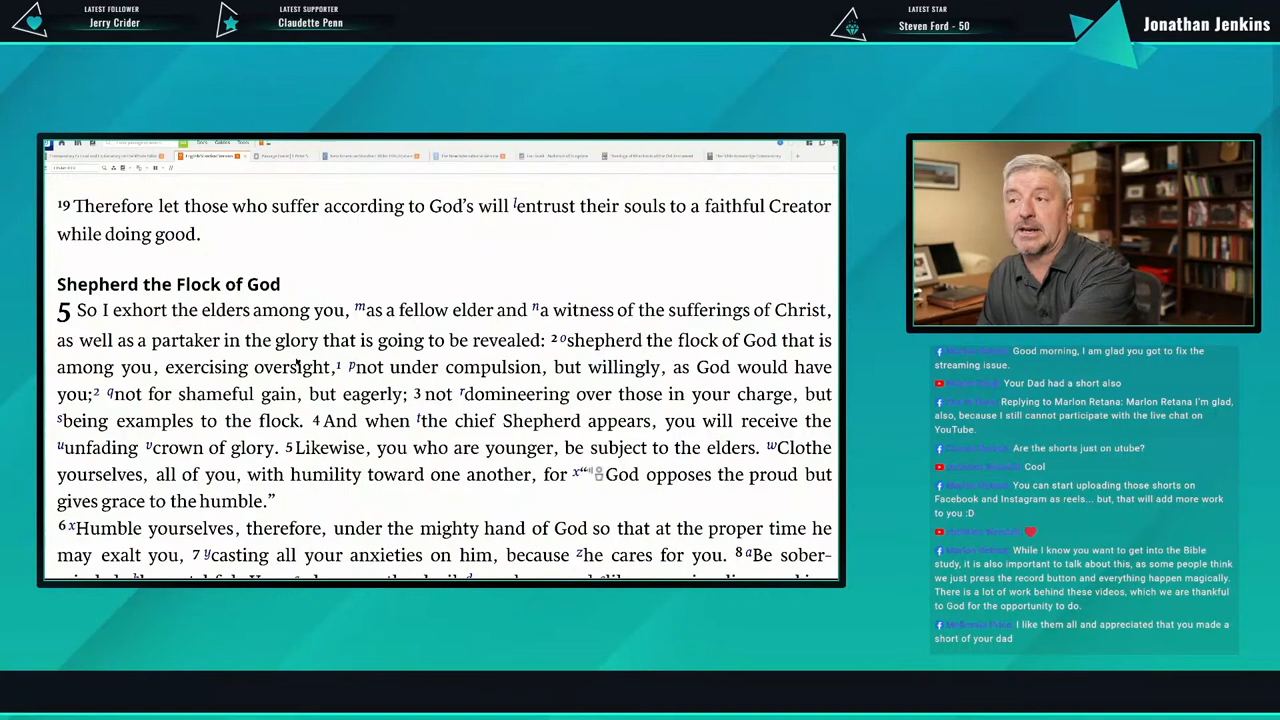 LATEST FOLLOWER
Jerry Crider
LATEST SUPPORTER
Claudette Penn
LATEST STAR
Steven Ford - 50
Jonathan Jenkins
19 Therefore let those who suffer according to God's will l entrust their souls to a faithful Creator
while doing good.
Shepherd the Flock of God
5 So I exhort the elders among you, m as a fellow elder and n a witness of the sufferings of Christ,
as well as a partaker in the glory that is going to be revealed: 2 o shepherd the flock of God that is
among you, exercising oversight,1 p not under compulsion, but willingly, as God would have
you;2 q not for shameful gain, but eagerly; 3 not r domineering over those in your charge, but
s being examples to the flock. 4 And when t the chief Shepherd appears, you will receive the
u unfading v crown of glory. 5 Likewise, you who are younger, be subject to the elders. w Clothe
yourselves, all of you, with humility toward one another, for x “God opposes the proud but
gives grace to the humble.”
6 x Humble yourselves, therefore, under the mighty hand of God so that at the proper time he
may exalt you, 7 y casting all your anxieties on him, because z he cares for you. 8 a Be sober-
Good morning, I am glad you got to fix the
streaming issue.
Your Dad had a short also
Replying to Marlon Retana: Marlon Retana I'm glad,
also, because I still cannot participate with the live chat on
YouTube.
Are the shorts just on utube?
Cool
You can start uploading those shorts on
Facebook and Instagram as reels... but, that will add more work
to you :D
While I know you want to get into the Bible
study, it is also important to talk about this, as some people think
we just press the record button and everything happen magically.
There is a lot of work behind these videos, which we are thankful
to God for the opportunity to do.
I like them all and appreciated that you made a
short of your dad